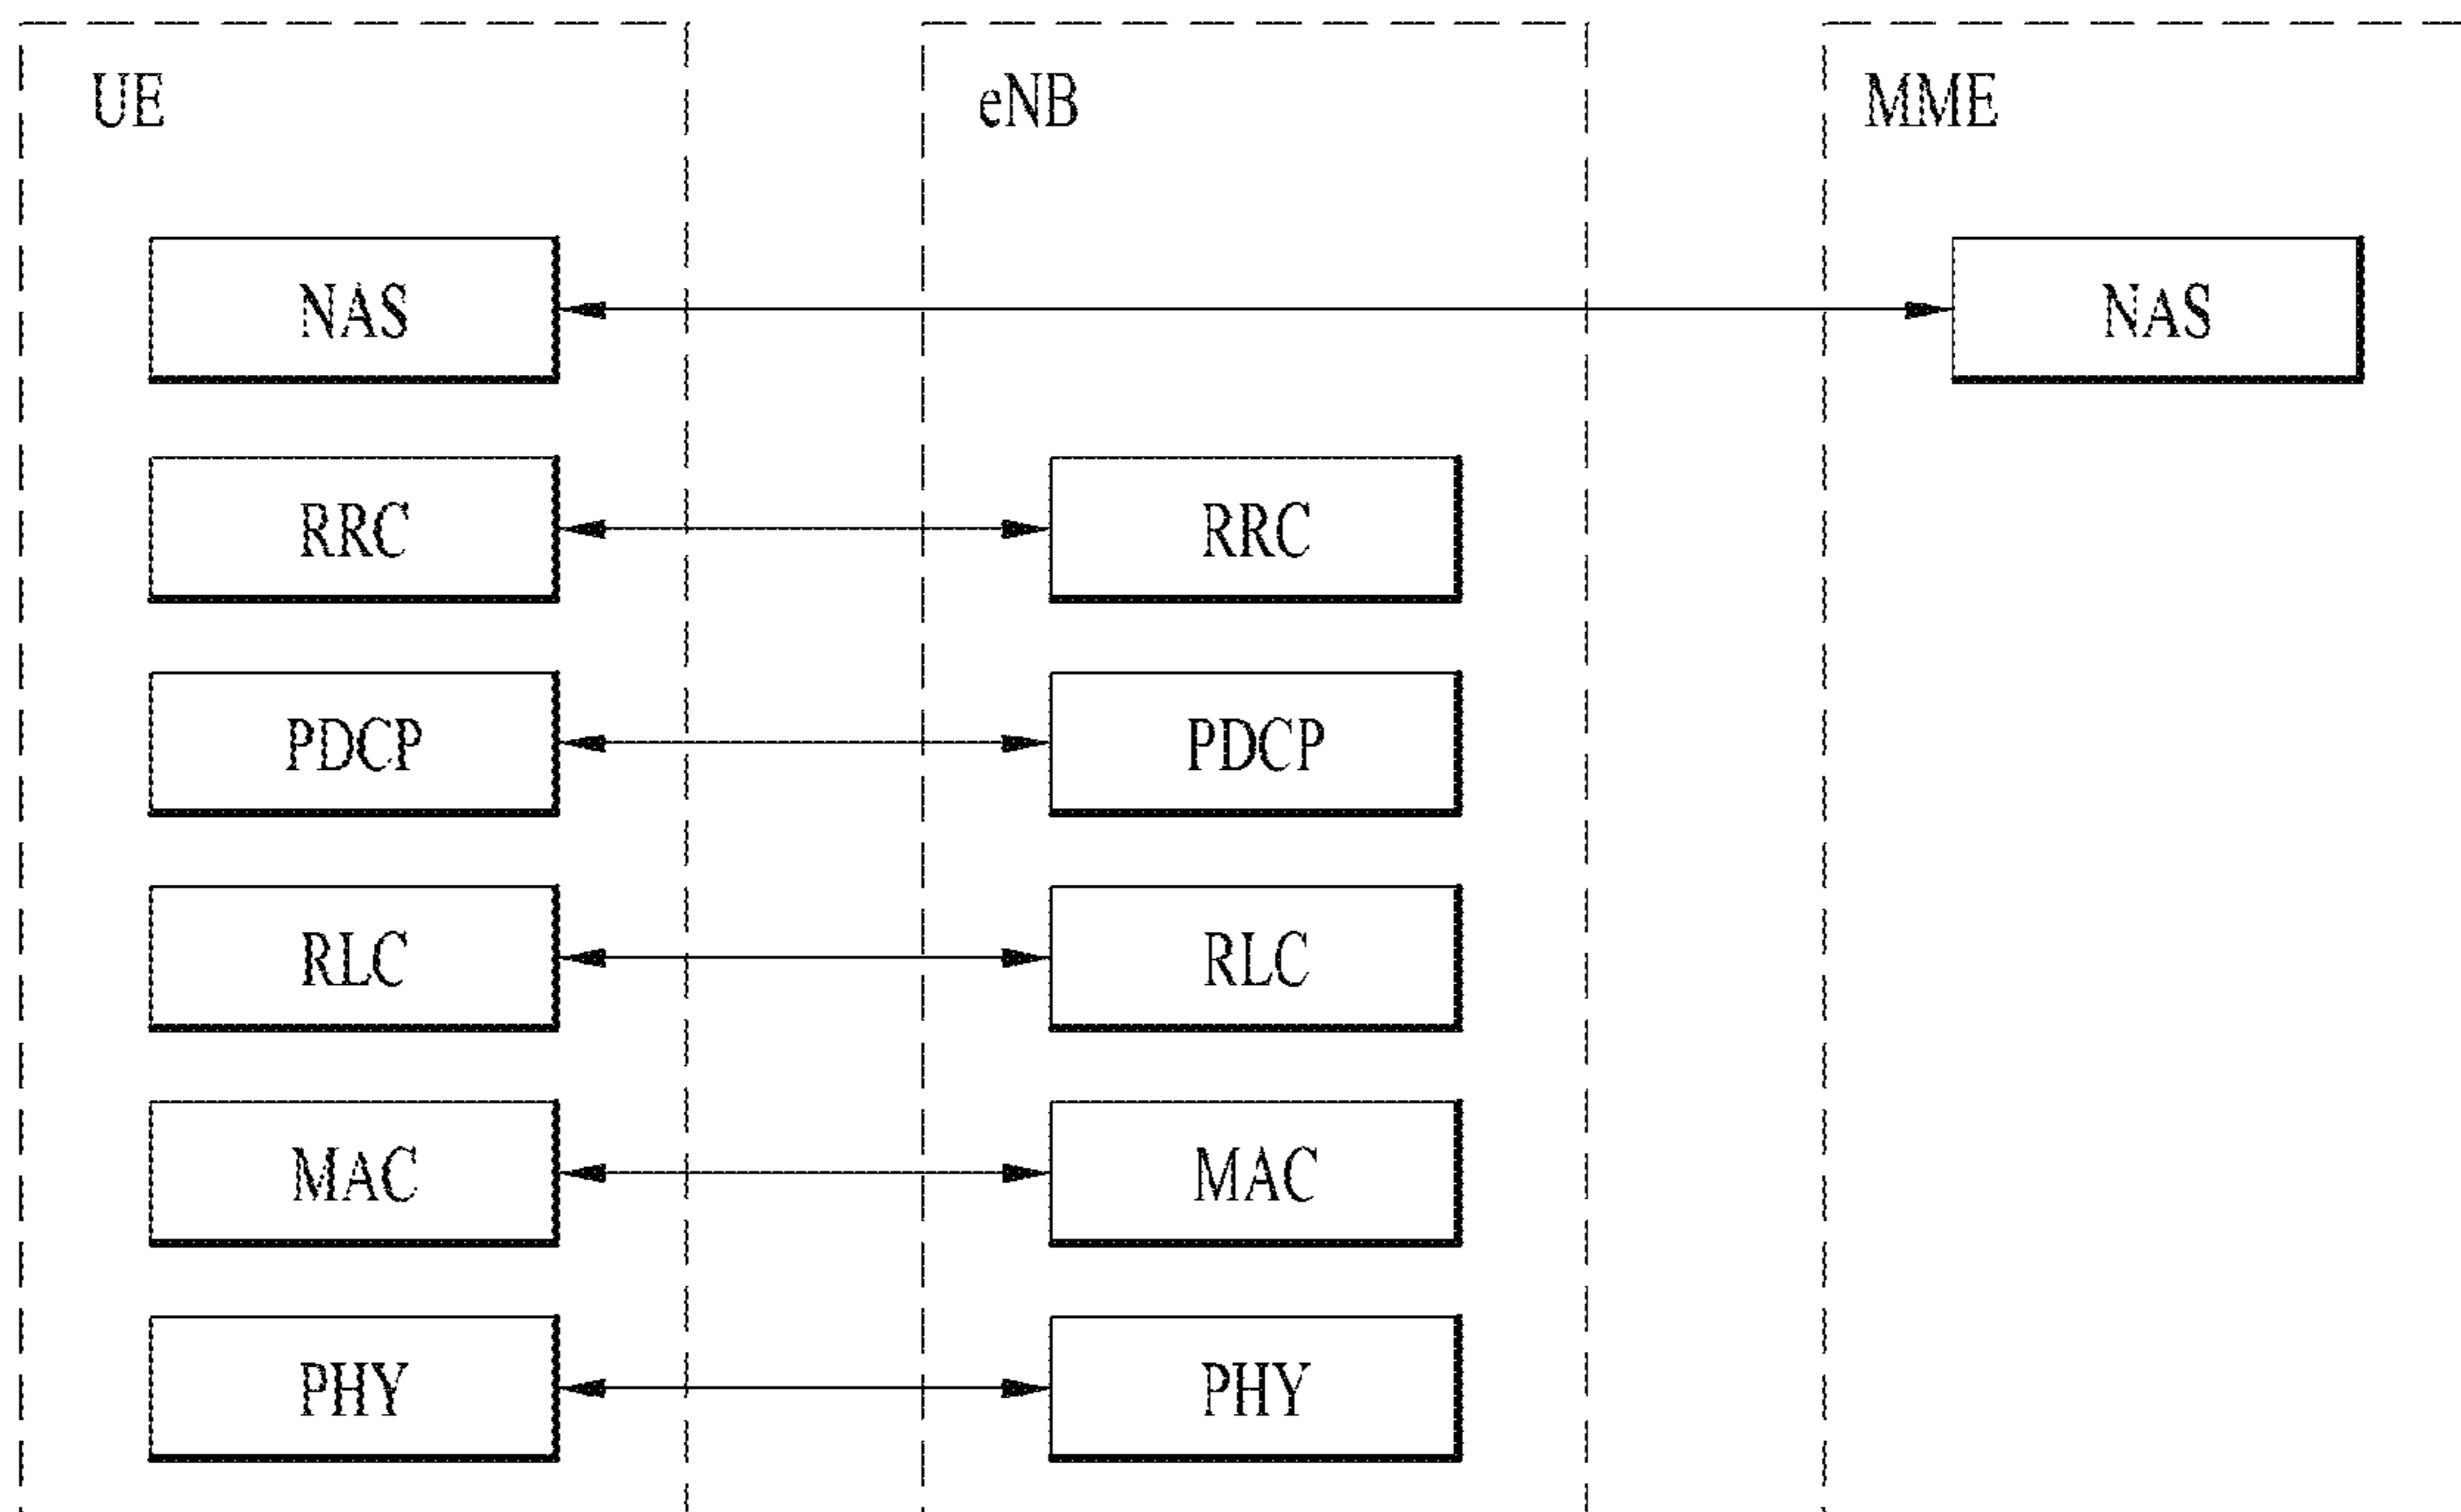 UE eNB MME
NAS NAS
RRC RRC
PDCP PDCP
RLC RLC
MAC MAC
PHY PHY